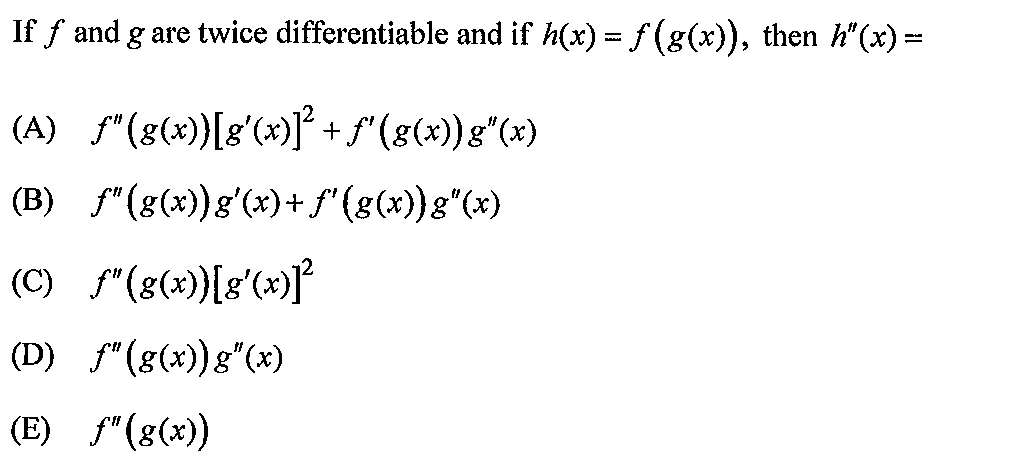 If f and g are twice differentiable and if h(x) = f(g(x)), then h″(x) =
(A) f″(g(x))[g′(x)]² + f′(g(x))g″(x)
(B) f″(g(x))g′(x) + f′(g(x))g″(x)
(C) f″(g(x))[g′(x)]²
(D) f″(g(x))g″(x)
(E) f″(g(x))